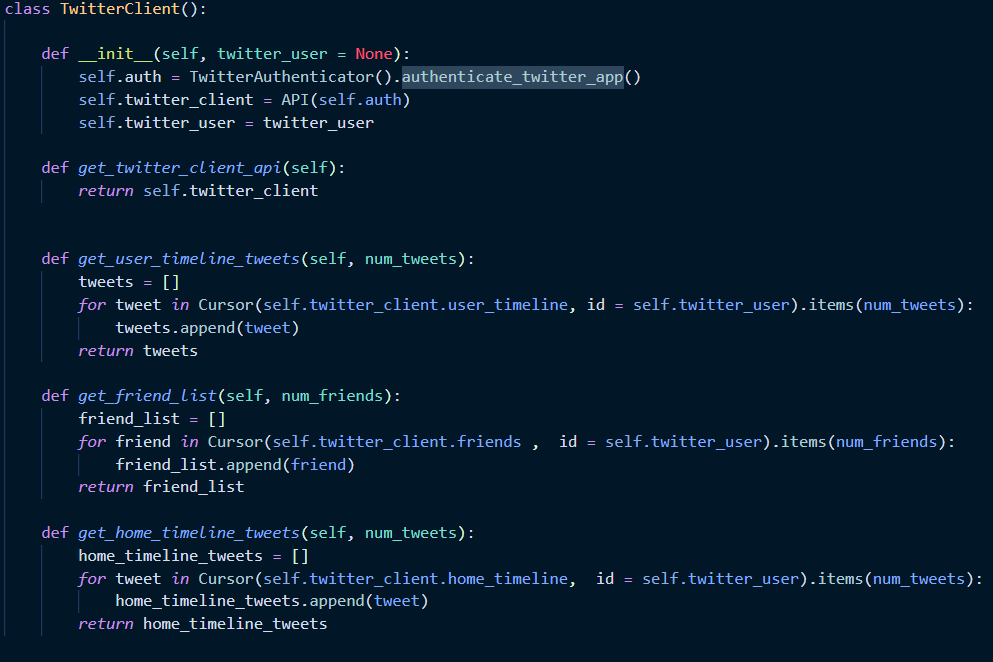 class TwitterClient():
    def __init__(self, twitter_user = None):
        self.auth = TwitterAuthenticator().authenticate_twitter_app()
        self.twitter_client = API(self.auth)
        self.twitter_user = twitter_user
    def get_twitter_client_api(self):
        return self.twitter_client
    def get_user_timeline_tweets(self, num_tweets):
        tweets = []
        for tweet in Cursor(self.twitter_client.user_timeline, id = self.twitter_user).items(num_tweets):
            tweets.append(tweet)
        return tweets
    def get_friend_list(self, num_friends):
        friend_list = []
        for friend in Cursor(self.twitter_client.friends ,  id = self.twitter_user).items(num_friends):
            friend_list.append(friend)
        return friend_list
    def get_home_timeline_tweets(self, num_tweets):
        home_timeline_tweets = []
        for tweet in Cursor(self.twitter_client.home_timeline,  id = self.twitter_user).items(num_tweets):
            home_timeline_tweets.append(tweet)
        return home_timeline_tweets